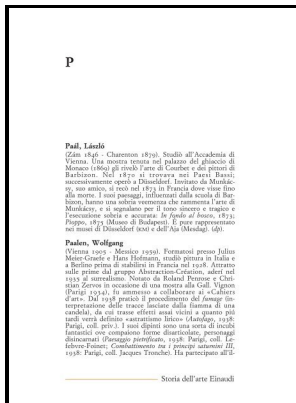 P
Paál, László
(Zám 1846 - Charenton 1879). Studiò all'Accademia di
Vienna. Una mostra tenuta nel palazzo del ghiaccio di
Monaco (1869) gli rivelò l'arte di Courbet e dei pittori di
Barbizon. Nel 1870 si trovava nei Paesi Bassi;
successivamente operò a Düsseldorf. Invitato da Munkác-
sy, suo amico, si recò nel 1873 in Francia dove visse fino
alla morte. I suoi paesaggi, influenzati dalla scuola di Bar-
bizon, hanno una sobria veemenza che rammenta l'arte di
Munkácsy, e si segnalano per il tono sincero e tragico e
l'esecuzione sobria e accurata: In fondo al bosco, 1873;
Pioppo, 1875 (Museo di Budapest). È pure rappresentato
nei musei di Düsseldorf (KM) e dell'Aja (Mesdag). (dp).
Paalen, Wolfgang
(Vienna 1905 - Messico 1959). Formatosi presso Julius
Meier-Graefe e Hans Hofmann, studiò pittura in Italia e
a Berlino prima di stabilirsi in Francia nel 1928. Attratto
sulle prime dal gruppo Abstraction-Création, aderì nel
1935 al surrealismo. Notato da Roland Penrose e Chri-
stian Zervos in occasione di una mostra alla Gall. Vignon
(Parigi 1934), fu ammesso a collaborare ai «Cahiers
d'art». Dal 1938 praticò il procedimento del fumage (in-
terpretazione delle tracce lasciate dalla fiamma di una
candela), da cui trasse effetti assai vicini a quanto più
tardi verrà definito «astrattismo lirico» (Autofago, 1938:
Parigi, coll. priv.). I suoi dipinti sono una sorta di incubi
fantastici ove compaiono forme disarticolate, personaggi
disincarnati (Paesaggio pietrificato, 1938: Parigi, coll. Le-
febvre-Foinet; Combattimento tra i principi saturnini III,
1938: Parigi, coll. Jacques Tronche). Ha partecipato all'il-
Storia dell'arte Einaudi